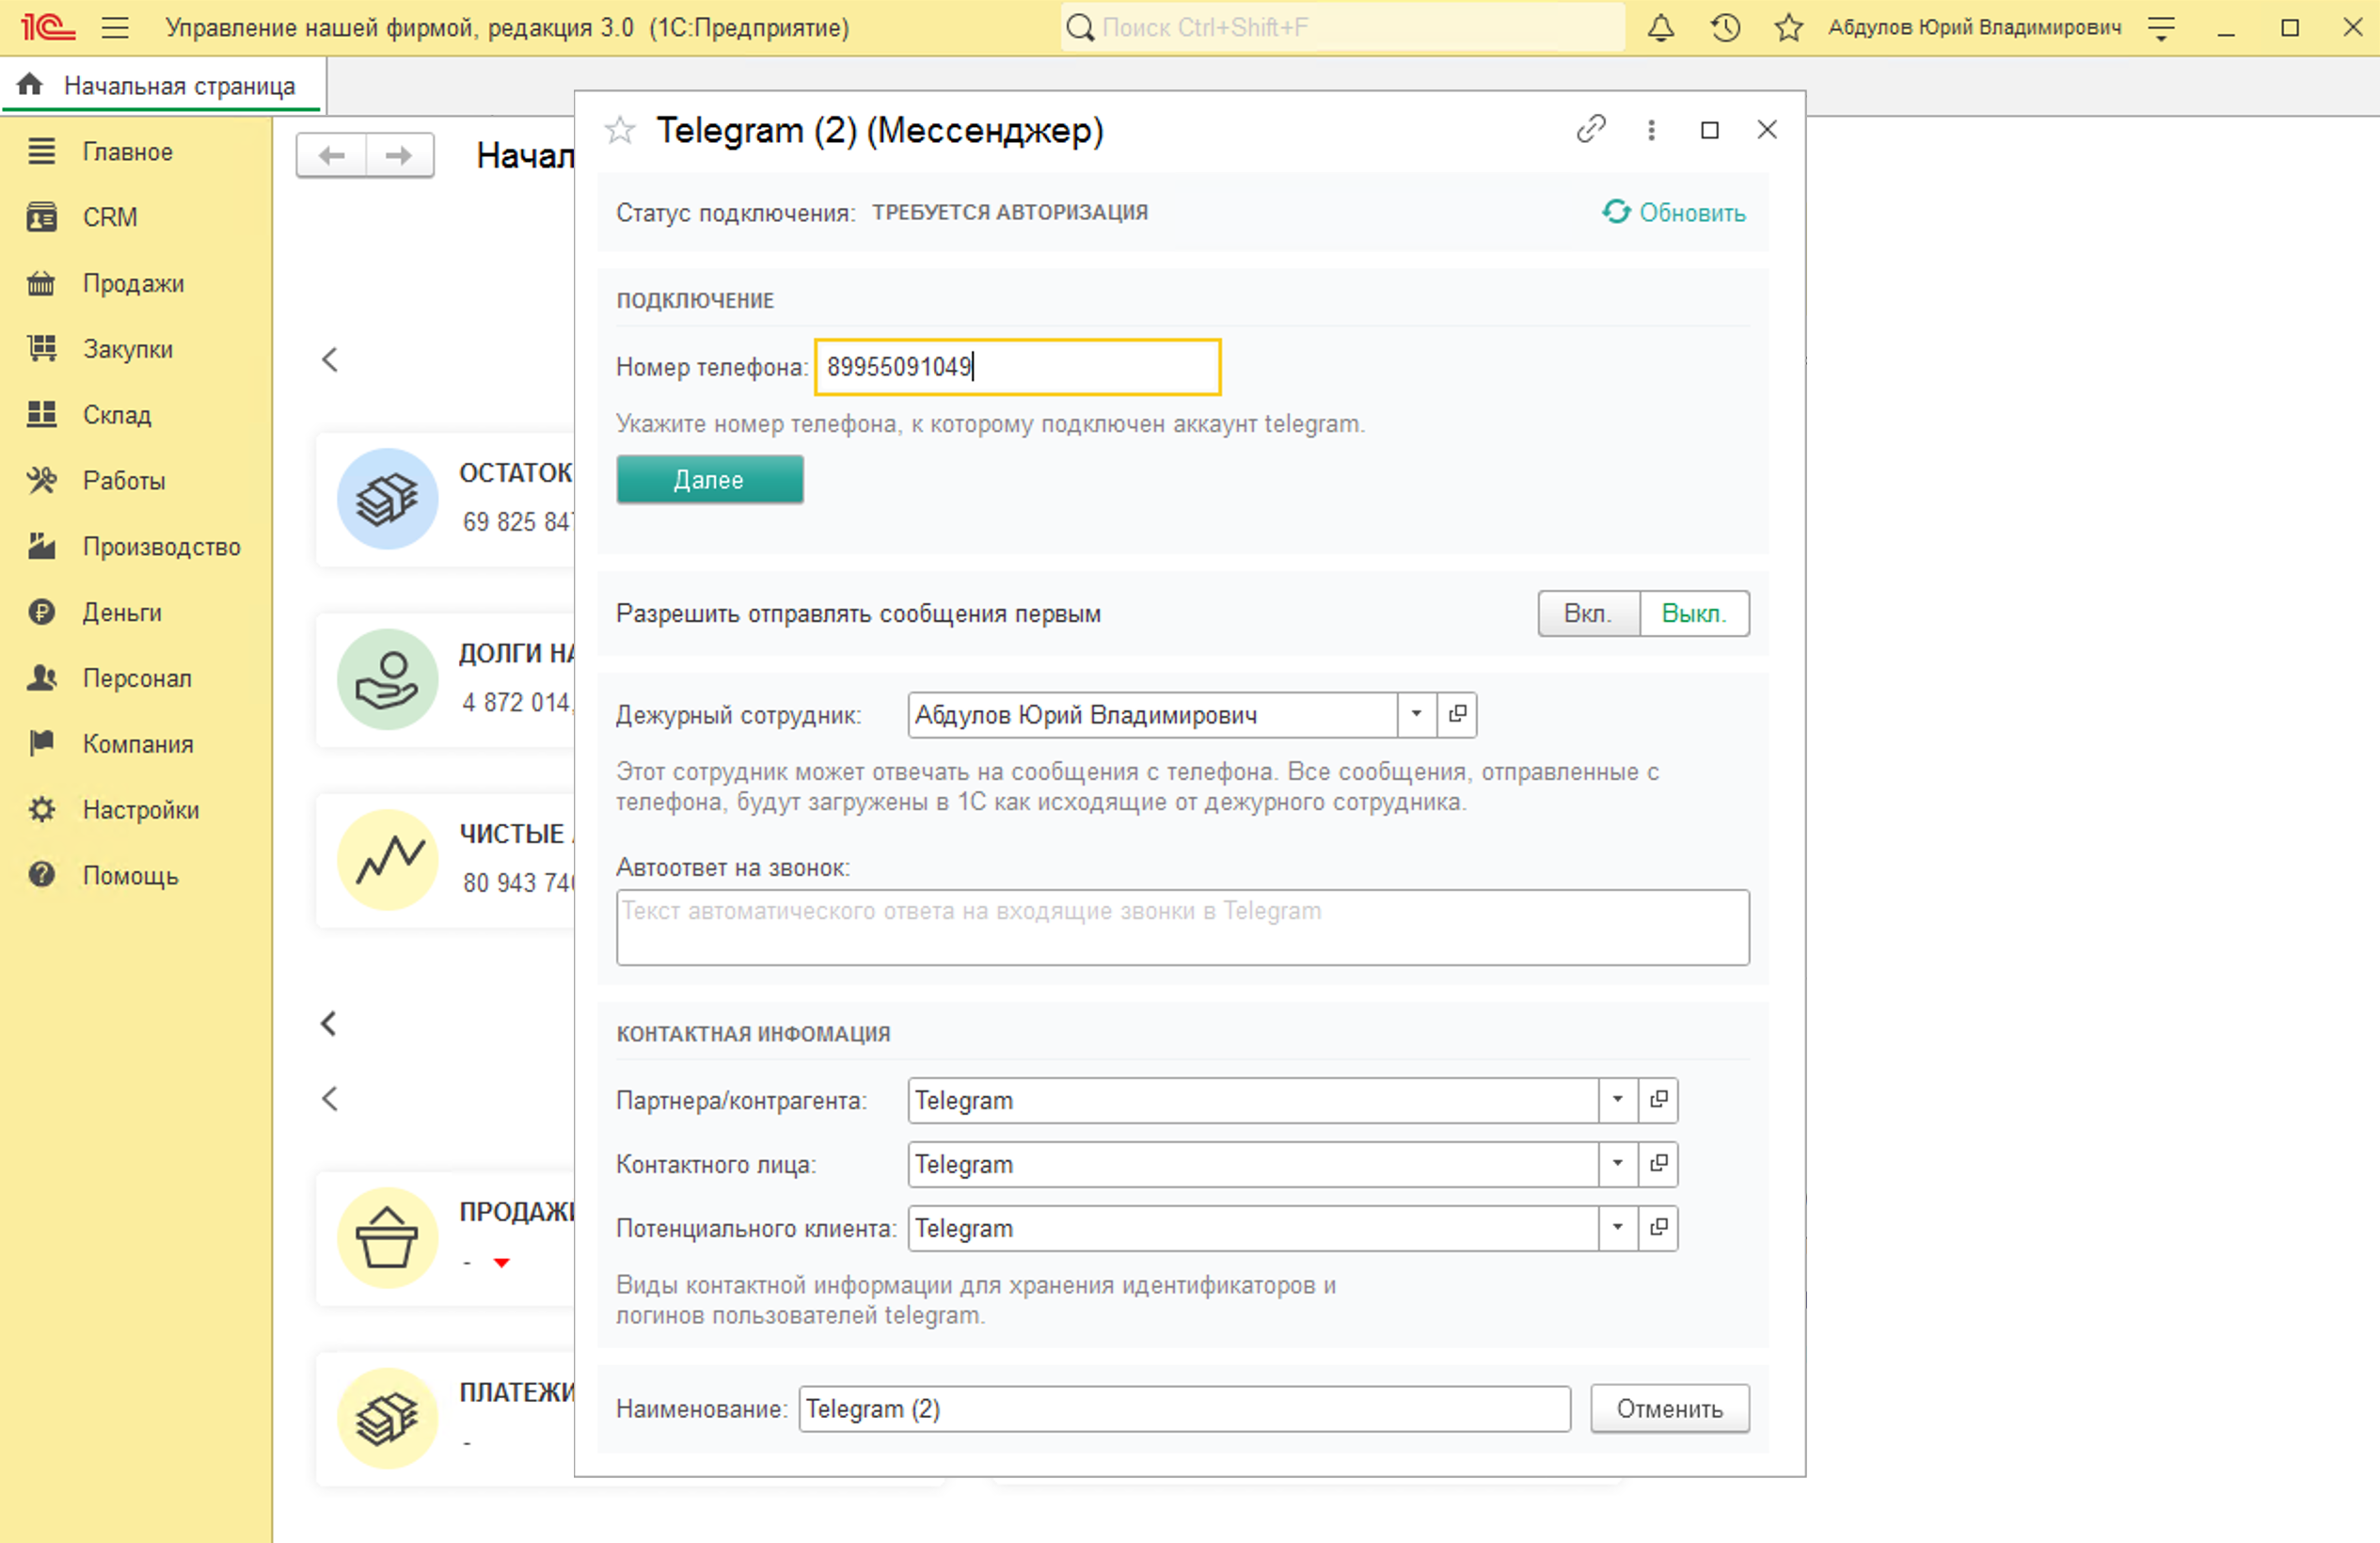 1С Управление нашей фирмой, редакция 3.0 (1С:Предприятие)
Поиск Ctrl+Shift+F
Абдулов Юрий Владимирович
Начальная страница
Главное
CRM
Продажи
Закупки
Склад
Работы
Производство
Деньги
Персонал
Компания
Настройки
Помощь
Начал
ОСТАТОК
69 825 847
ДОЛГИ НА
4 872 014,
ЧИСТЫЕ
80 943 740
ПРОДАЖИ
-
ПЛАТЕЖИ
-
Telegram (2) (Мессенджер)
Статус подключения: ТРЕБУЕТСЯ АВТОРИЗАЦИЯ
Обновить
ПОДКЛЮЧЕНИЕ
Номер телефона: 89955091049
Укажите номер телефона, к которому подключен аккаунт telegram.
Далее
Разрешить отправлять сообщения первым
Вкл. Выкл.
Дежурный сотрудник: Абдулов Юрий Владимирович
Этот сотрудник может отвечать на сообщения с телефона. Все сообщения, отправленные с
телефона, будут загружены в 1С как исходящие от дежурного сотрудника.
Автоответ на звонок:
Текст автоматического ответа на входящие звонки в Telegram
КОНТАКТНАЯ ИНФОМАЦИЯ
Партнера/контрагента: Telegram
Контактного лица: Telegram
Потенциального клиента: Telegram
Виды контактной информации для хранения идентификаторов и
логинов пользователей telegram.
Наименование: Telegram (2)
Отменить